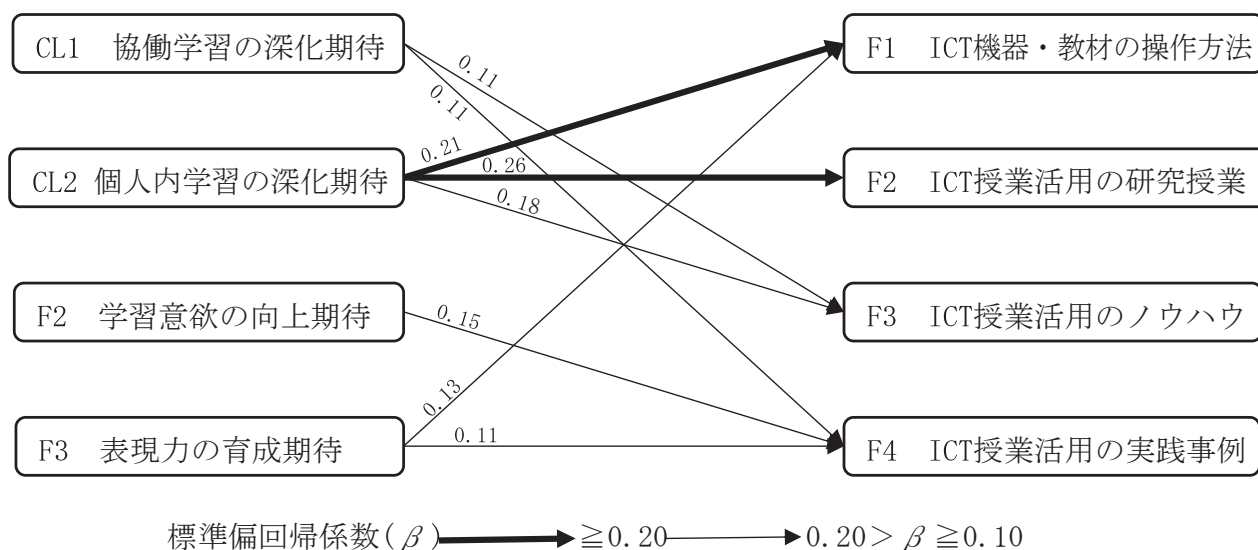 CL1 協働学習の深化期待
F1 ICT機器・教材の操作方法
0.11
0.11
CL2 個人内学習の深化期待
0.21
0.26
0.18
F2 ICT授業活用の研究授業
F2 学習意欲の向上期待
0.15
F3 ICT授業活用のノウハウ
F3 表現力の育成期待
0.13
0.11
F4 ICT授業活用の実践事例
標準偏回帰係数(β) ≧0.20 0.20>β≧0.10